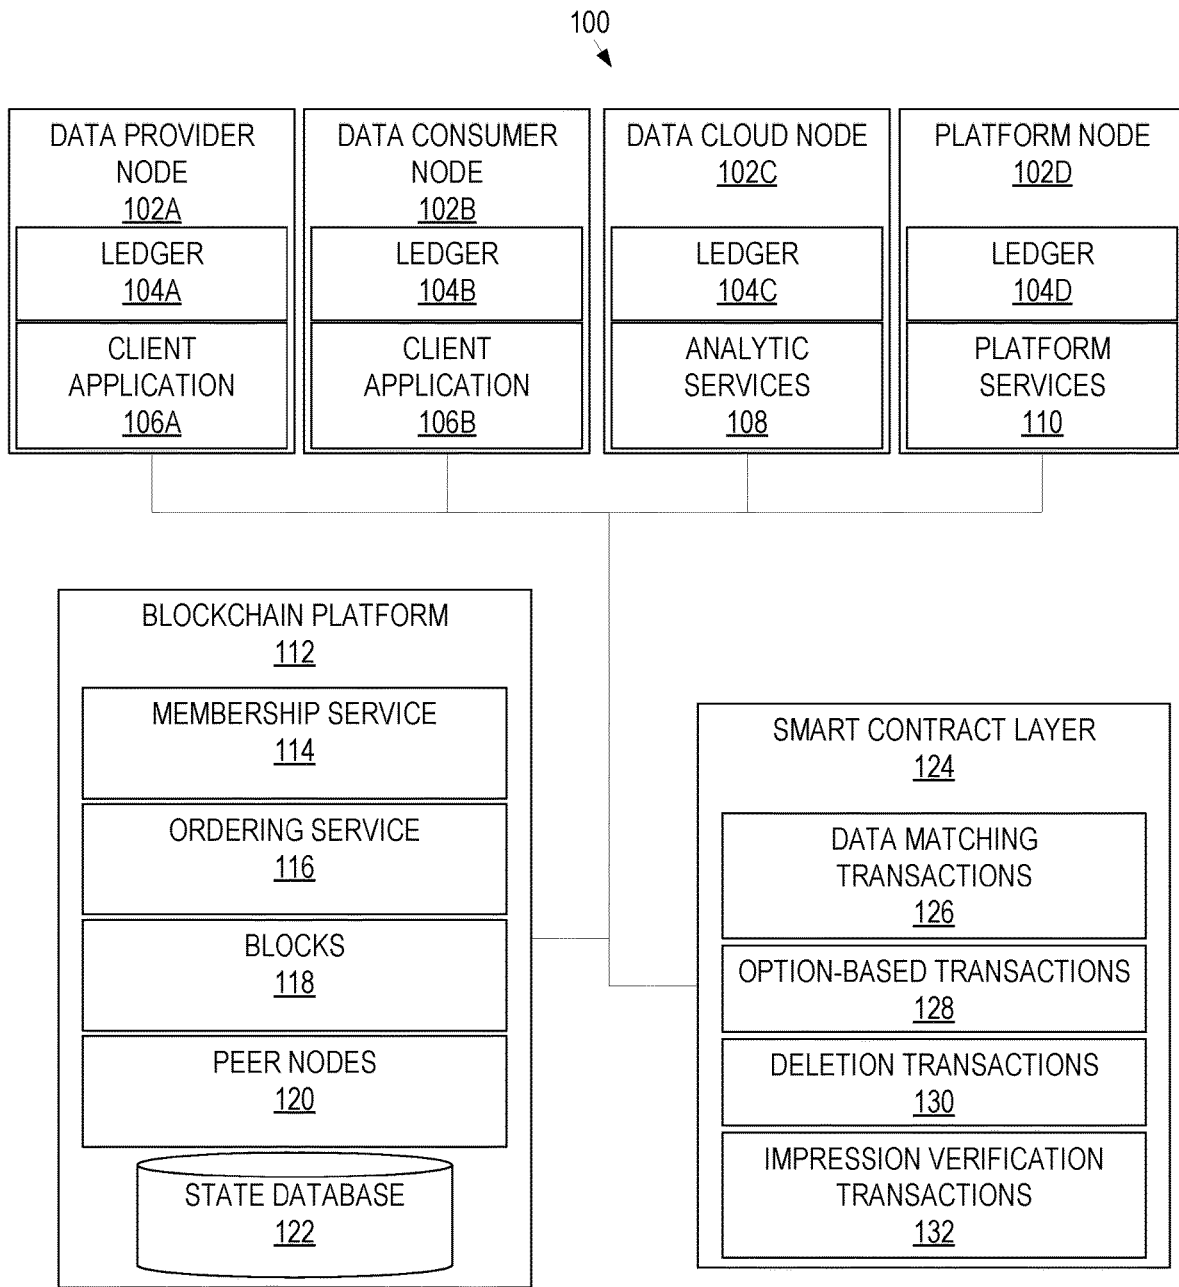 100
DATA PROVIDER
NODE
102A
LEDGER
104A
CLIENT
APPLICATION
106A
DATA CONSUMER
NODE
102B
LEDGER
104B
CLIENT
APPLICATION
106B
DATA CLOUD NODE
102C
LEDGER
104C
ANALYTIC
SERVICES
108
PLATFORM NODE
102D
LEDGER
104D
PLATFORM
SERVICES
110
BLOCKCHAIN PLATFORM
112
MEMBERSHIP SERVICE
114
ORDERING SERVICE
116
BLOCKS
118
PEER NODES
120
STATE DATABASE
122
SMART CONTRACT LAYER
124
DATA MATCHING
TRANSACTIONS
126
OPTION-BASED TRANSACTIONS
128
DELETION TRANSACTIONS
130
IMPRESSION VERIFICATION
TRANSACTIONS
132